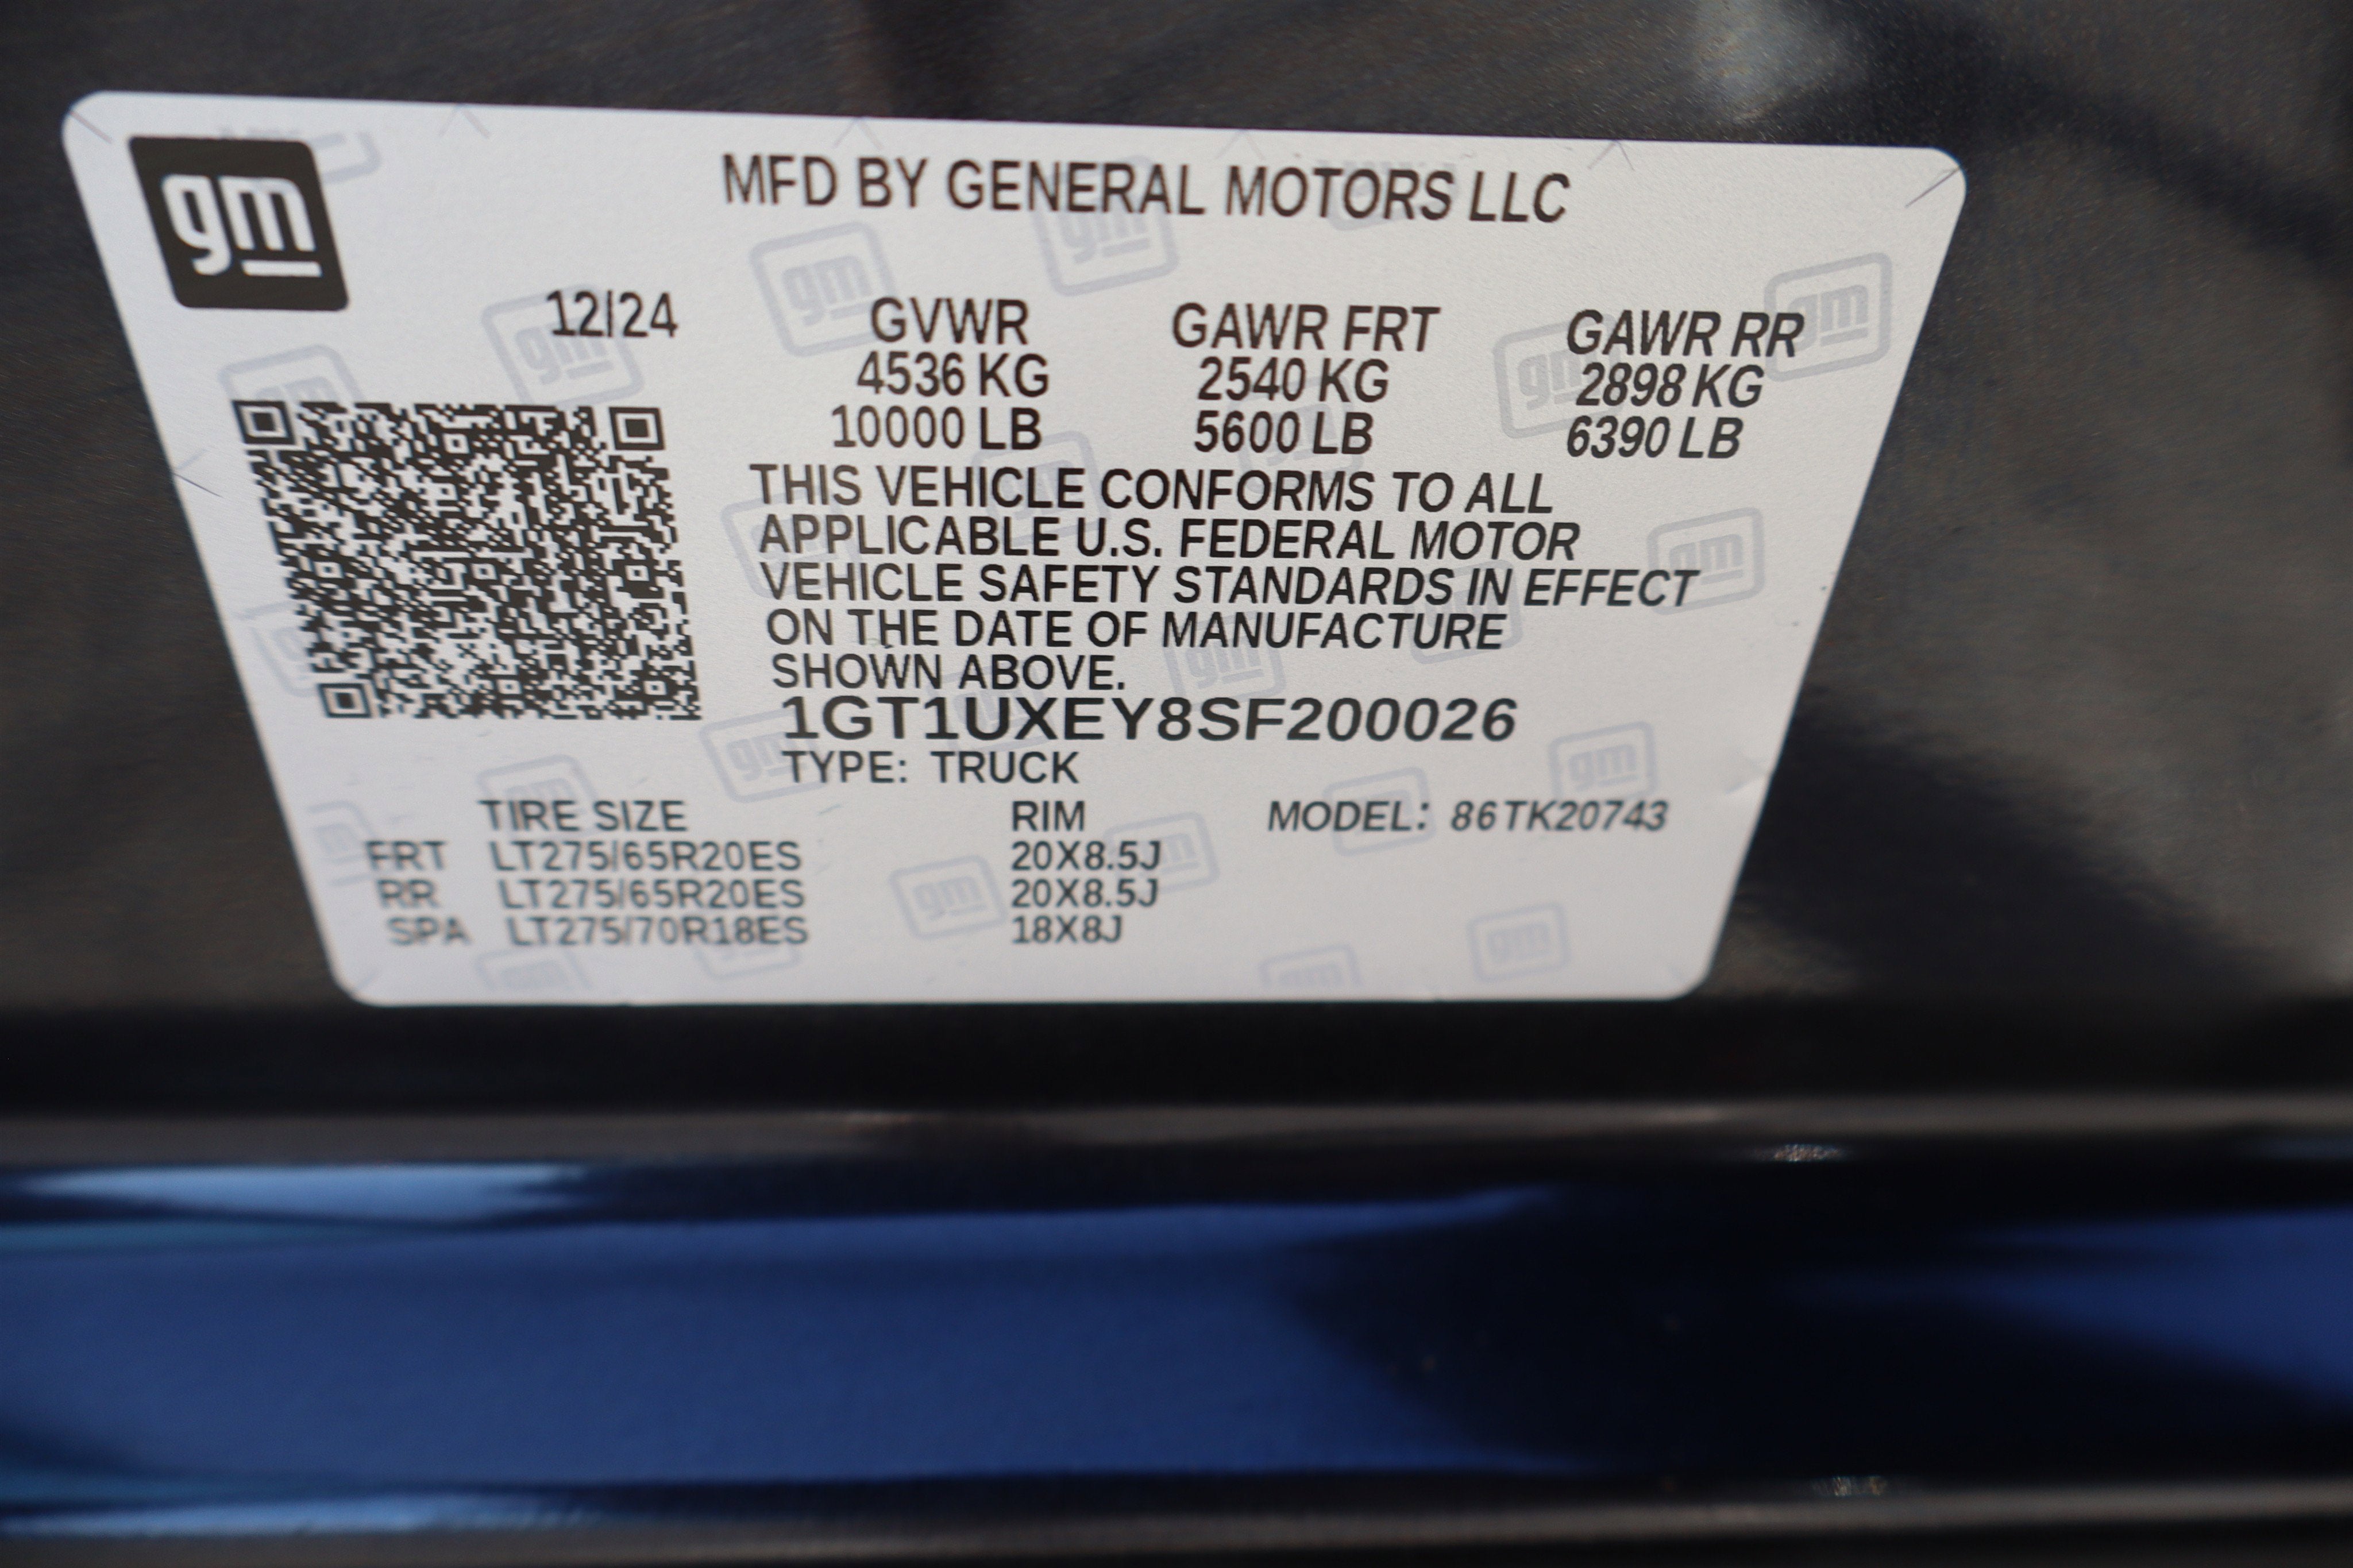 gm
MFD BY GENERAL MOTORS LLC
12/24 GVWR GAWR FRT GAWR RR
4536 KG 2540 KG 2898 KG
10000 LB 5600 LB 6390 LB
THIS VEHICLE CONFORMS TO ALL
APPLICABLE U.S. FEDERAL MOTOR
VEHICLE SAFETY STANDARDS IN EFFECT
ON THE DATE OF MANUFACTURE
SHOWN ABOVE.
1GT1UXEY8SF200026
TYPE: TRUCK
TIRE SIZE RIM MODEL: 86TK20743
FRT LT275/65R20ES 20X8.5J
RR LT275/65R20ES 20X8.5J
SPA LT275/70R18ES 18X8J